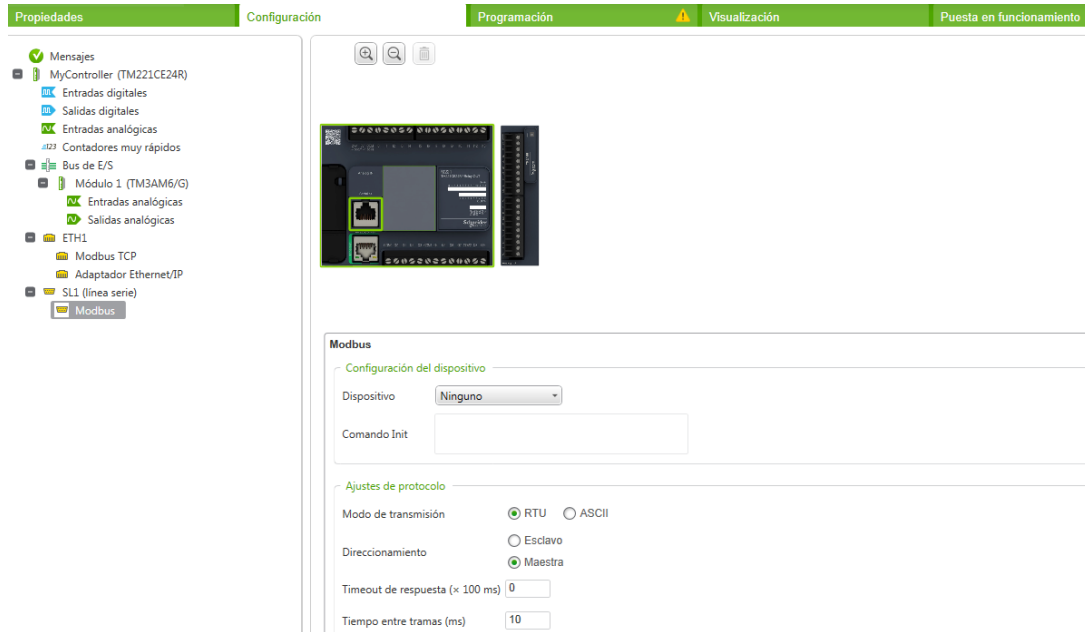 Propiedades
Configuración
Programación
Visualización
Puesta en funcionamiento
Mensajes
MyController (TM221CE24R)
Entradas digitales
Salidas digitales
Entradas analógicas
Contadores muy rápidos
Bus de E/S
Módulo 1 (TM3AM6/G)
Entradas analógicas
Salidas analógicas
ETH1
Modbus TCP
Adaptador Ethernet/IP
SL1 (línea serie)
Modbus
Modbus
Configuración del dispositivo
Dispositivo Ninguno
Comando Init
Ajustes de protocolo
Modo de transmisión RTU ASCII
Direccionamiento Esclavo
Maestra
Timeout de respuesta (× 100 ms) 0
Tiempo entre tramas (ms) 10